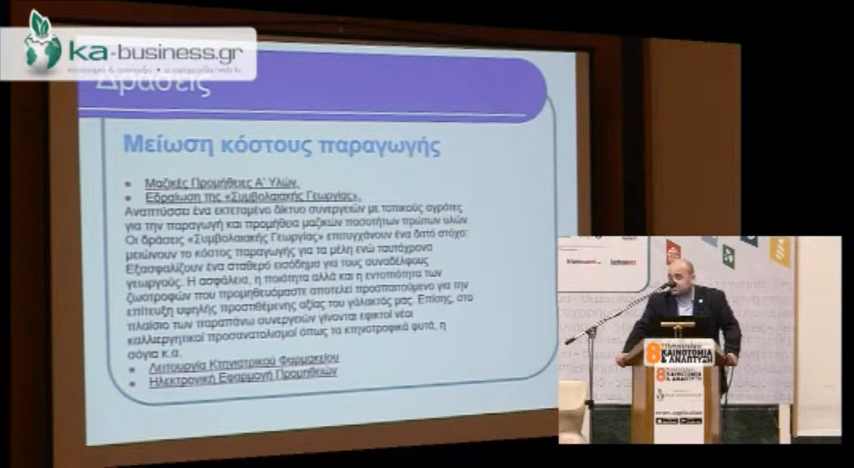 ka-business.gr
Δράσεις
Μείωση κόστους παραγωγής
Μαζικές Προμήθειες Α' Υλών.
Εδραίωση της «Συμβολαιακής Γεωργίας».
Αναπτύσσει ένα εκτεταμένο δίκτυο συνεργειών με τοπικούς αγρότες
για την παραγωγή και προμήθεια μαζικών ποσοτήτων πρώτων υλών.
Οι δράσεις «Συμβολαιακής Γεωργίας» επιτυγχάνουν ένα διττό στόχο:
μειώνουν το κόστος παραγωγής για τα μέλη ενώ ταυτόχρονα
Εξασφαλίζουν ένα σταθερό εισόδημα για τους συναδέλφους
γεωργούς. Η ασφάλεια, η ποιότητα αλλά και η εντοπιότητα των
ζωοτροφών που προμηθευόμαστε αποτελεί προαπαιτούμενο για την
επίτευξη υψηλής προστιθέμενης αξίας του γάλακτός μας. Επίσης, στο
πλαίσιο των παραπάνω συνεργειών γίνονται εφικτοί νέοι
καλλιεργητικοί προσανατολισμοί όπως τα κτηνοτροφικά φυτά, η
σόγια κ.α.
Λειτουργία Κτηνιατρικού Φαρμακείου
Ηλεκτρονική Εφαρμογή Προμηθειών
8
ΚΑΙΝΟΤΟΜΙΑ
& ΑΝΑΠΤΥΞΗ
8 ΚΑΙΝΟΤΟΜΙΑ
& ΑΝΑΠΤΥΞΗ